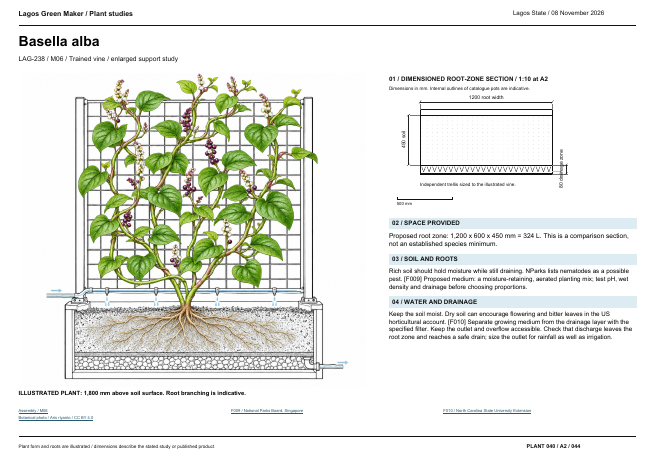 Lagos Green Maker / Plant studies
Lagos State / 08 November 2026
Basella alba
LAG-238 / M06 / Trained vine / enlarged support study
01 / DIMENSIONED ROOT-ZONE SECTION / 1:10 at A2
Dimensions in mm. Internal outlines of catalogue pots are indicative.
1200 root width
450 soil
80 drainage zone
Independent trellis sized to the illustrated vine.
500 mm
02 / SPACE PROVIDED
Proposed root zone: 1,200 x 600 x 450 mm = 324 L. This is a comparison section,
not an established species minimum.
03 / SOIL AND ROOTS
Rich soil should hold moisture while still draining. NParks lists nematodes as a possible
pest. [F009] Proposed medium: a moisture-retaining, aerated planting mix; test pH, wet
density and drainage before choosing proportions.
04 / WATER AND DRAINAGE
Keep the soil moist. Dry soil can encourage flowering and bitter leaves in the US
horticultural account. [F010] Separate growing medium from the drainage layer with the
specified filter. Keep the outlet and overflow accessible. Check that discharge leaves the
root zone and reaches a safe drain; size the outlet for rainfall as well as irrigation.
ILLUSTRATED PLANT: 1,800 mm above soil surface. Root branching is indicative.
Assembly / M06
F009 / National Parks Board, Singapore
F010 / North Carolina State University Extension
Botanical photo / Aris riyanto / CC BY 4.0
Plant form and roots are illustrated / dimensions describe the stated study or published product
PLANT 040 / A2 / 044